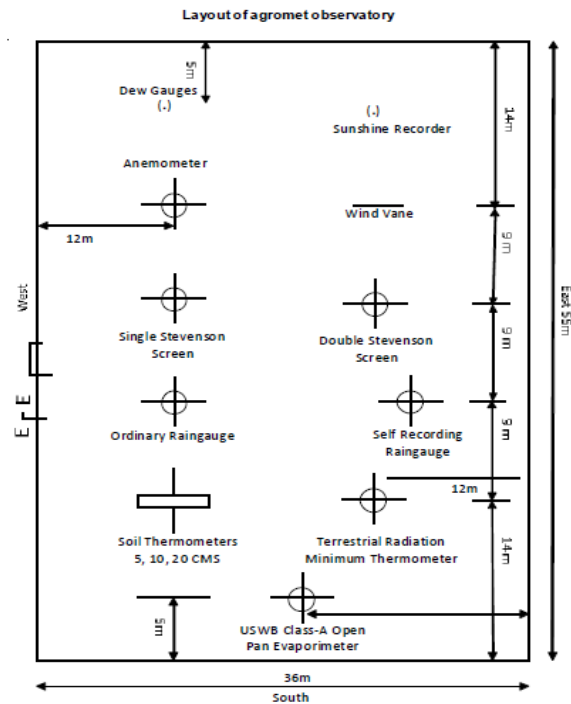 Layout of agromet observatory
5m
Dew Gauges
(.)
(.)
Sunshine Recorder
14m
Anemometer
Wind Vane
12m
9 m
West
East 55m
Single Stevenson
Screen
Double Stevenson
Screen
9 m
E
E
Ordinary Raingauge
Self Recording
Raingauge
9 m
12m
Soil Thermometers
5, 10, 20 CMS
Terrestrial Radiation
Minimum Thermometer
14m
5m
USWB Class-A Open
Pan Evaporimeter
36m
South